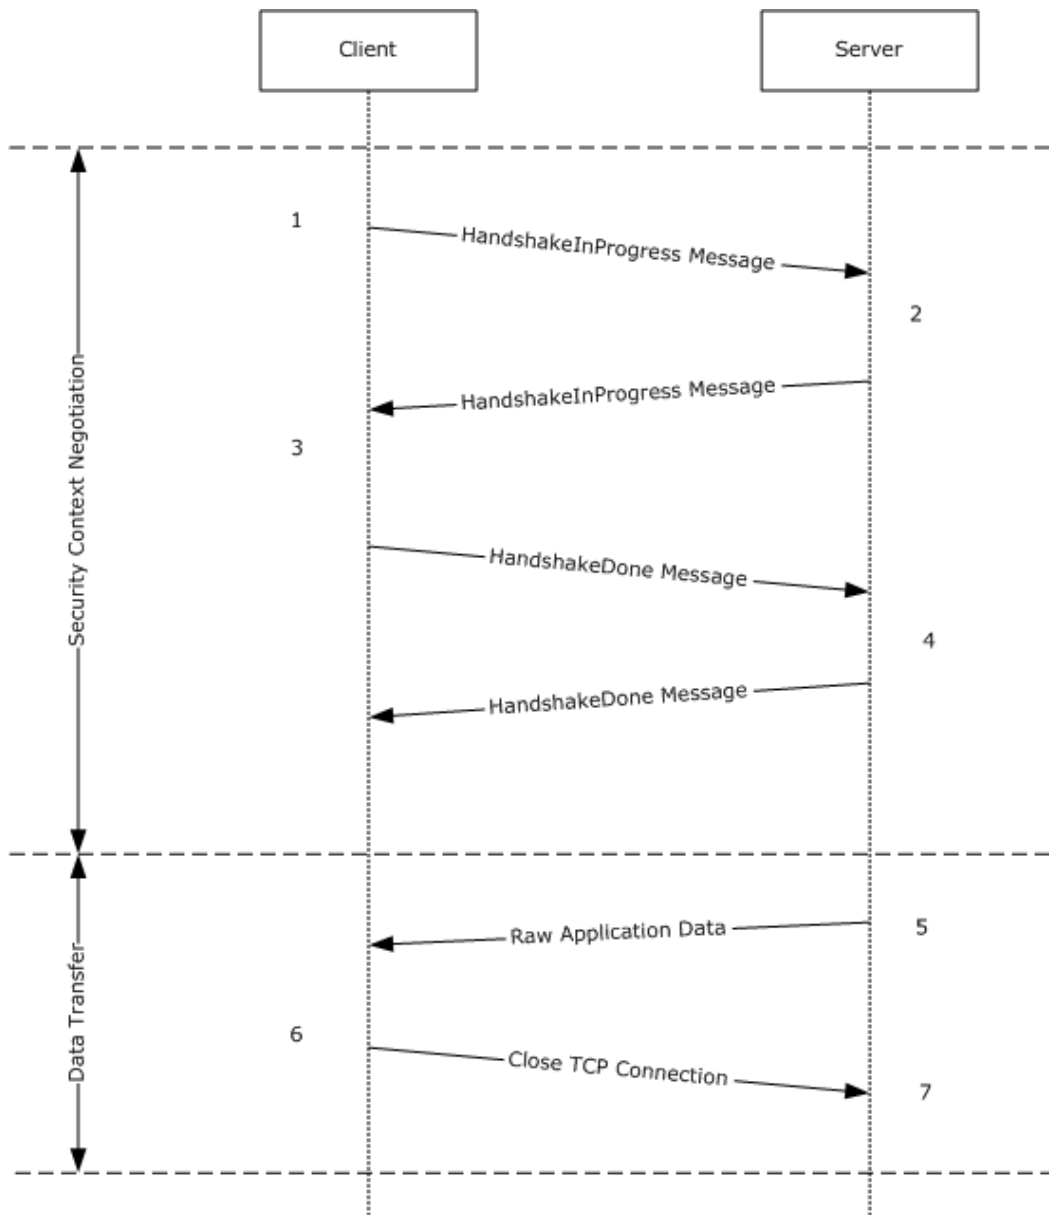 Client
Server
1
HandshakeInProgress Message
2
HandshakeInProgress Message
3
Security Context Negotiation
HandshakeDone Message
4
HandshakeDone Message
5
Raw Application Data
Data Transfer
6
Close TCP Connection
7